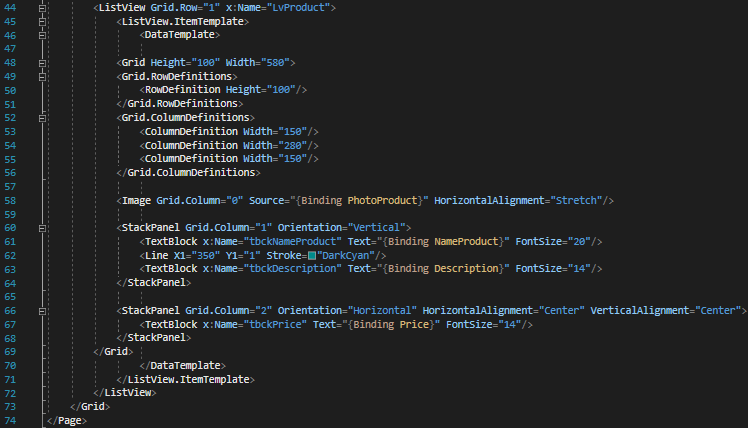 44 <ListView Grid.Row="1" x:Name="LvProduct">
45 <ListView.ItemTemplate>
46 <DataTemplate>
47
48 <Grid Height="100" Width="580">
49 <Grid.RowDefinitions>
50 <RowDefinition Height="100"/>
51 </Grid.RowDefinitions>
52 <Grid.ColumnDefinitions>
53 <ColumnDefinition Width="150"/>
54 <ColumnDefinition Width="280"/>
55 <ColumnDefinition Width="150"/>
56 </Grid.ColumnDefinitions>
57
58 <Image Grid.Column="0" Source="{Binding PhotoProduct}" HorizontalAlignment="Stretch"/>
59
60 <StackPanel Grid.Column="1" Orientation="Vertical">
61 <TextBlock x:Name="tbckNameProduct" Text="{Binding NameProduct}" FontSize="20"/>
62 <Line X1="350" Y1="1" Stroke="DarkCyan"/>
63 <TextBlock x:Name="tbckDescription" Text="{Binding Description}" FontSize="14"/>
64 </StackPanel>
65
66 <StackPanel Grid.Column="2" Orientation="Horizontal" HorizontalAlignment="Center" VerticalAlignment="Center">
67 <TextBlock x:Name="tbckPrice" Text="{Binding Price}" FontSize="14"/>
68 </StackPanel>
69 </Grid>
70 </DataTemplate>
71 </ListView.ItemTemplate>
72 </ListView>
73 </Grid>
74 </Page>